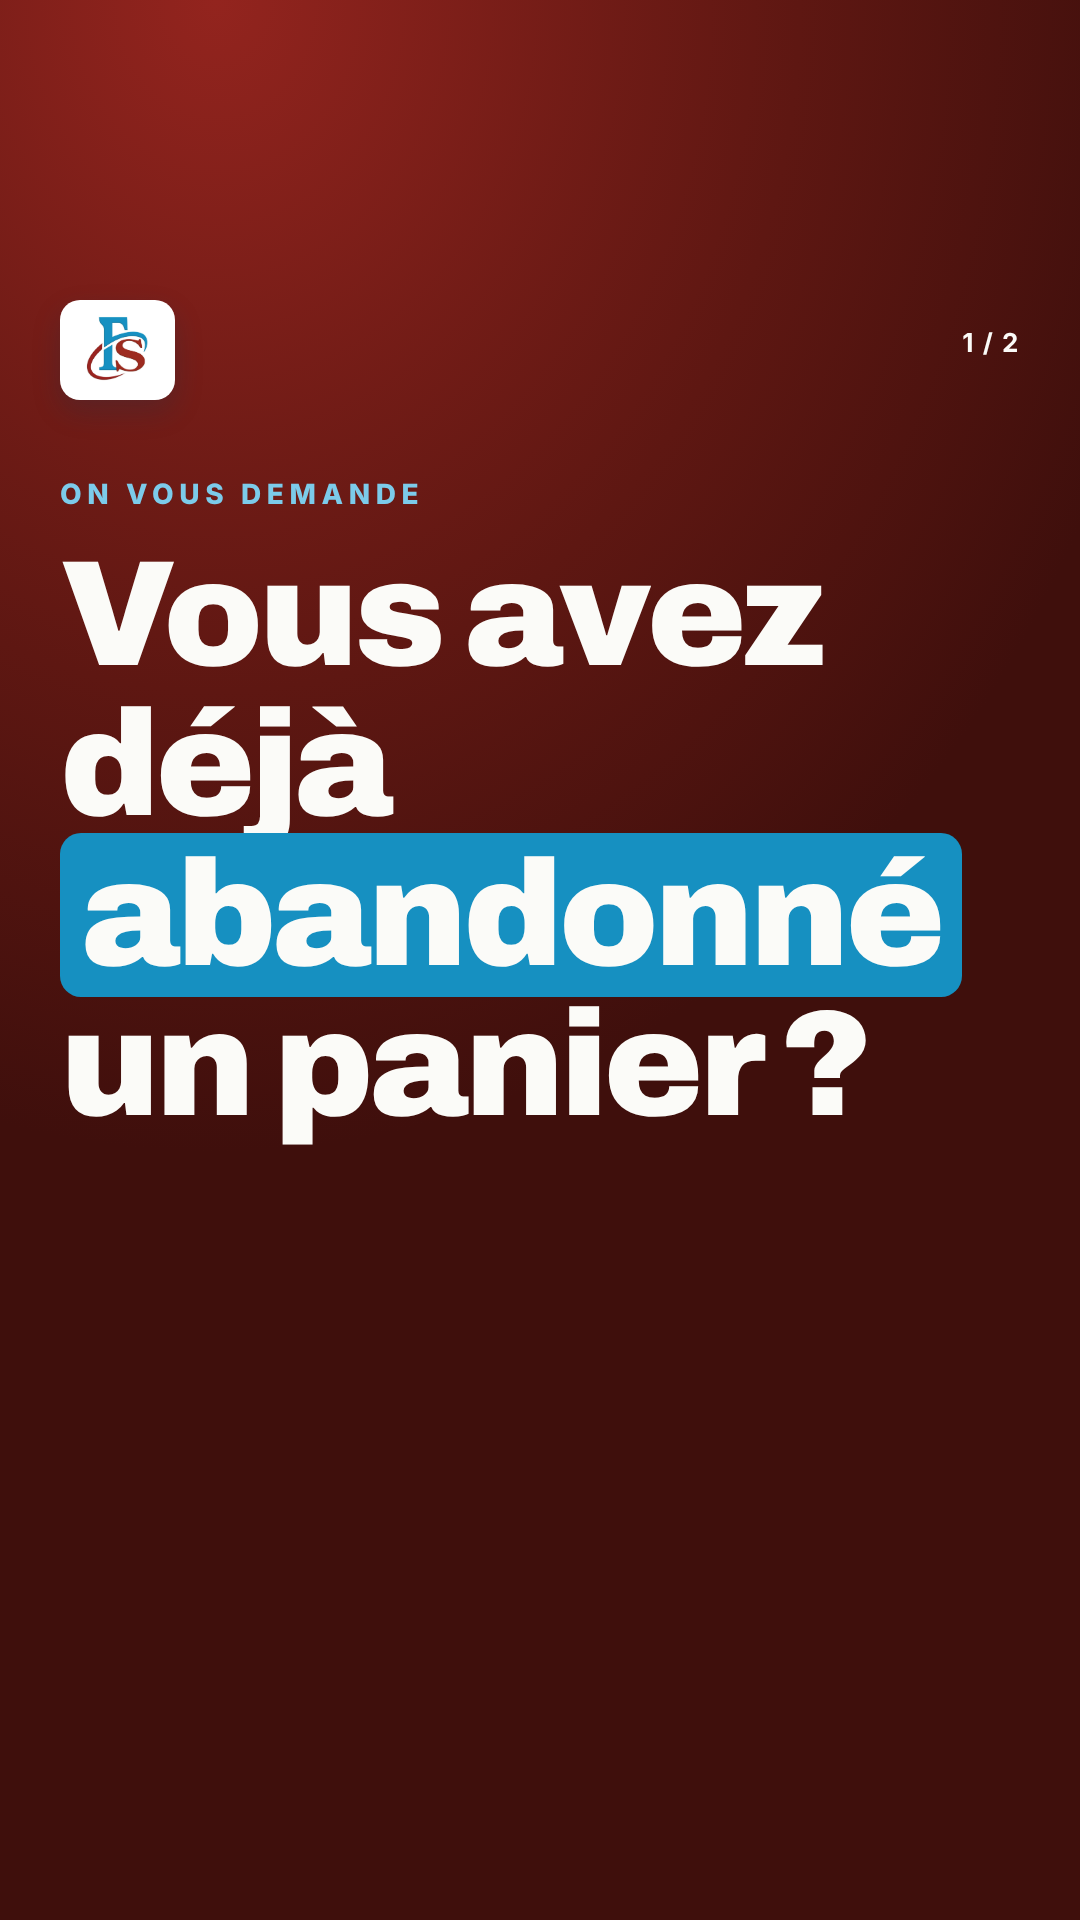 FS
1 / 2
ON VOUS DEMANDE
Vous avez
déjà
abandonné
un panier ?